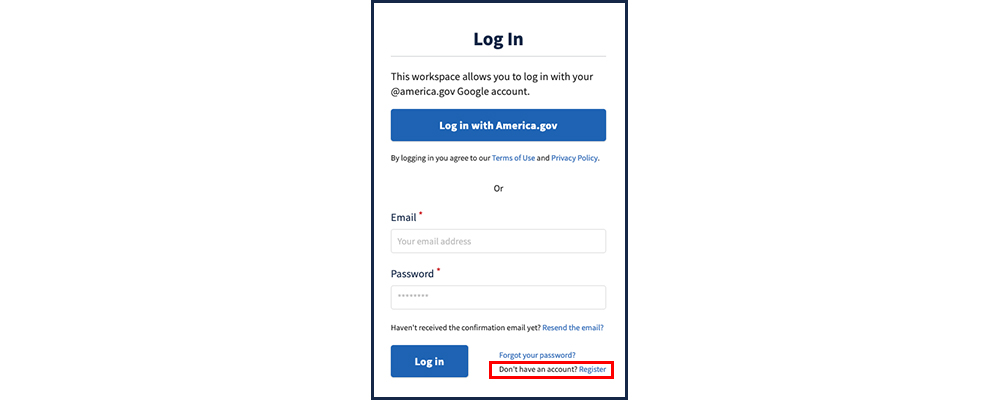 Log In
This workspace allows you to log in with your
@america.gov Google account.
Log in with America.gov
By logging in you agree to our Terms of Use and Privacy Policy.
Or
Email *
Your email address
Password *
********
Haven't received the confirmation email yet? Resend the email?
Log in
Forgot your password?
Don't have an account? Register